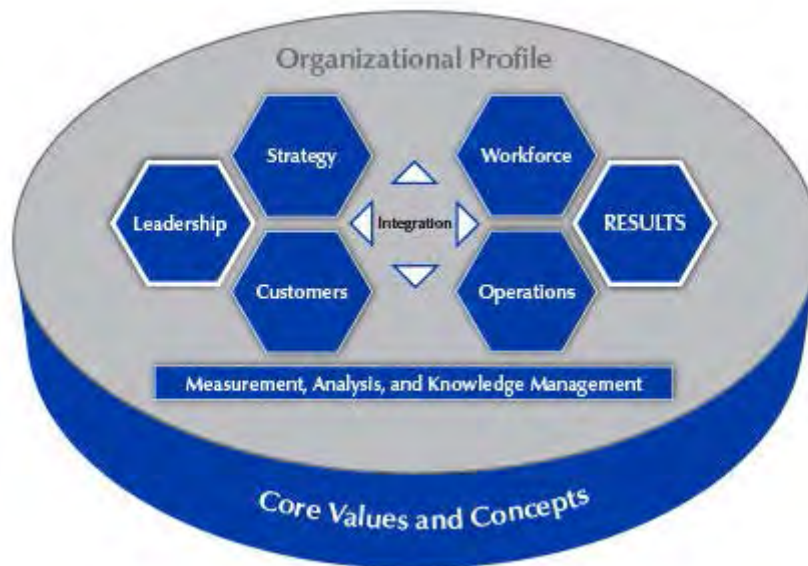 Organizational Profile
Strategy
Workforce
Leadership
Integration
RESULTS
Customers
Operations
Measurement, Analysis, and Knowledge Management
Core Values and Concepts